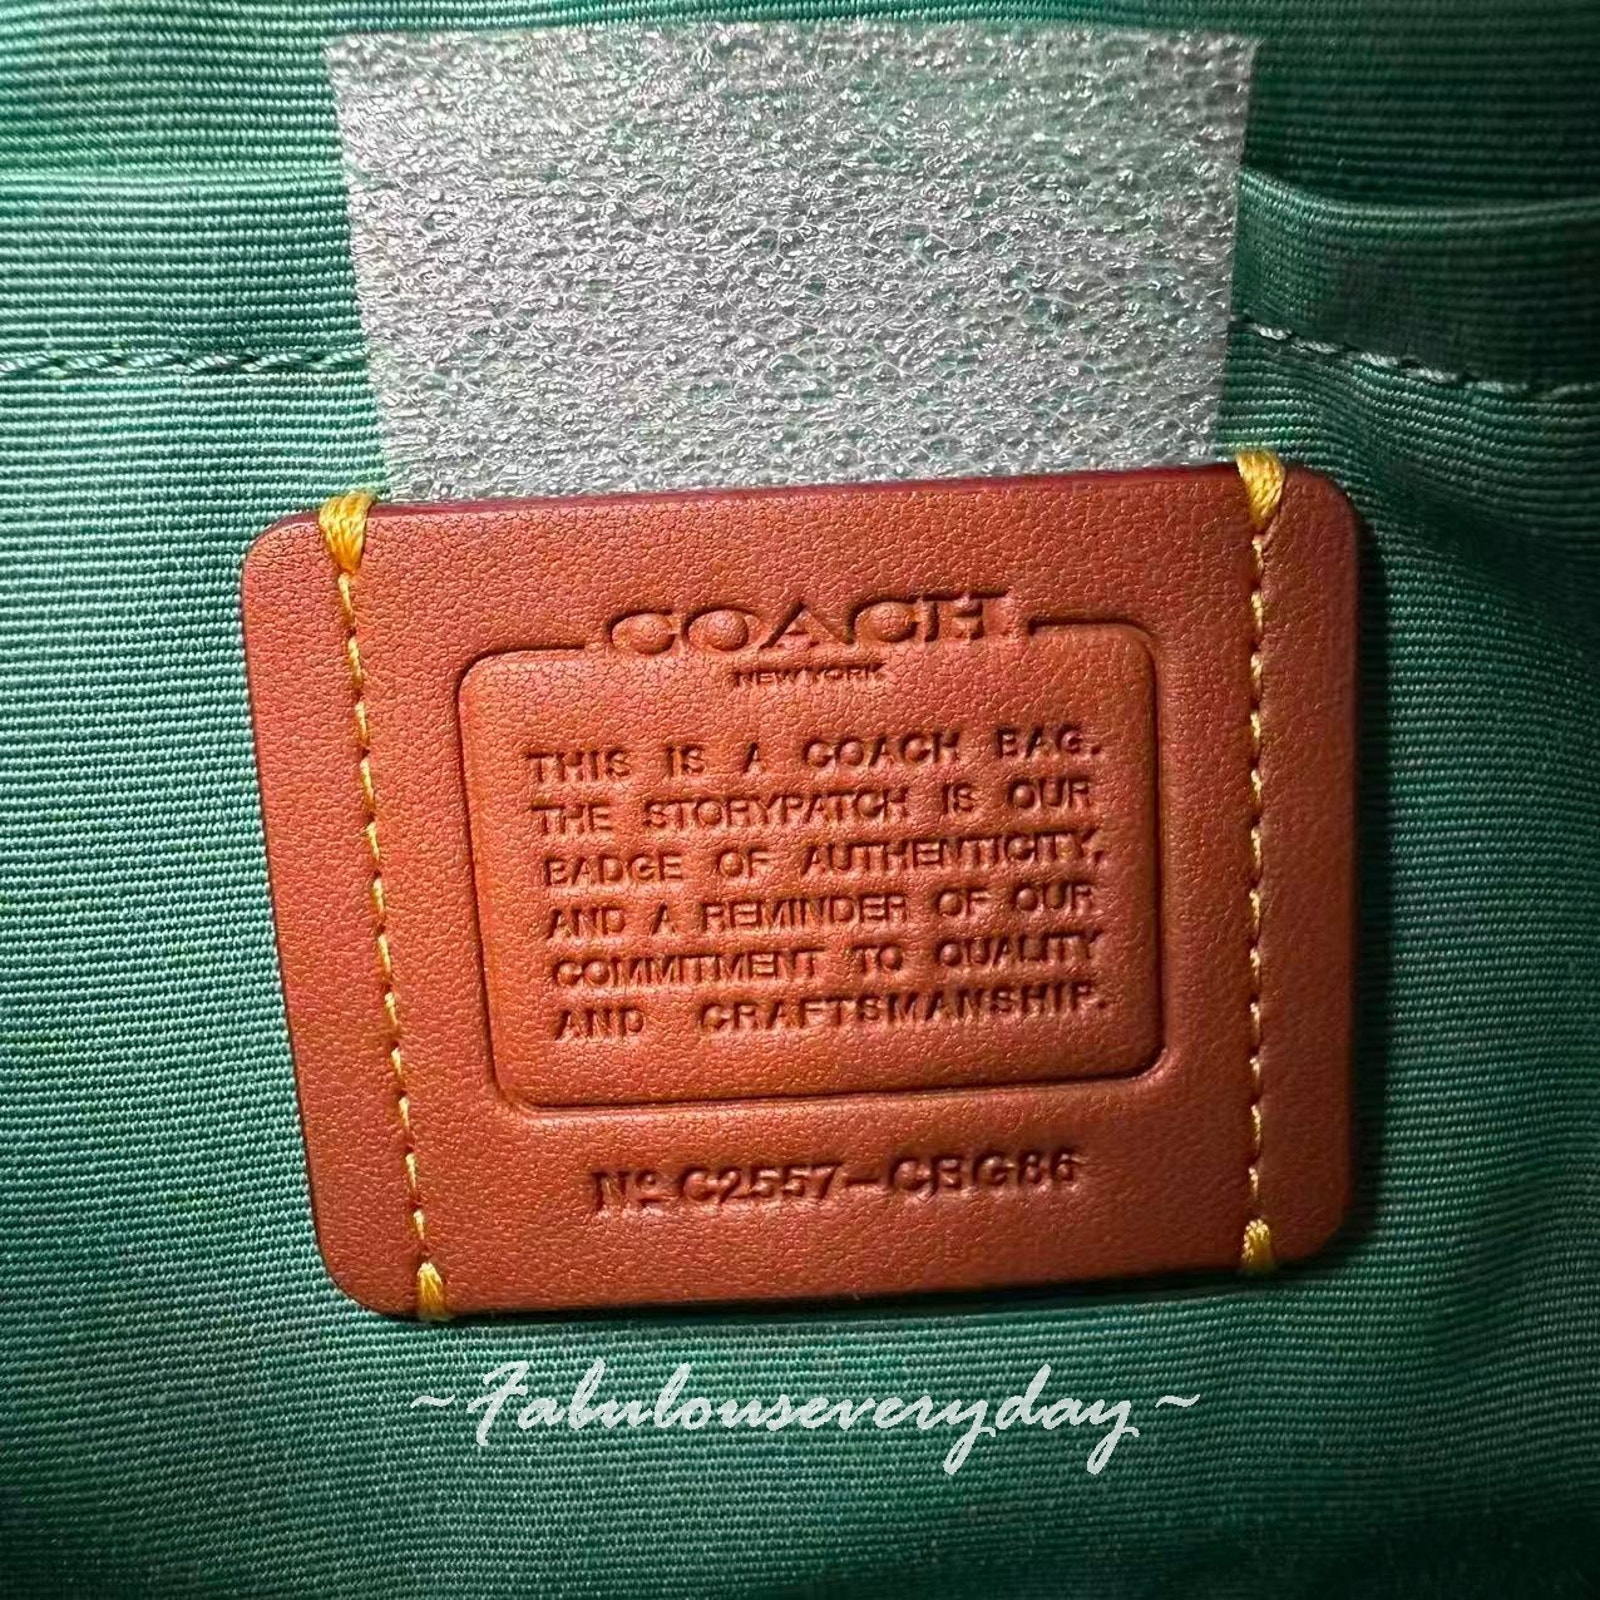 COACH
NEW YORK
THIS IS A COACH BAG.
THE STORYPATCH IS OUR
BADGE OF AUTHENTICITY,
AND A REMINDER OF OUR
COMMITMENT TO QUALITY
AND CRAFTSMANSHIP.
Nº C2557-CBG86
~Fabulouseveryday~